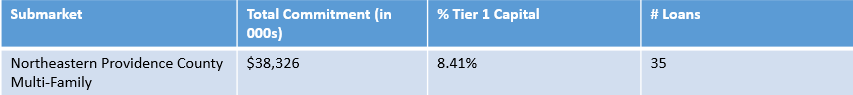 Submarket
Total Commitment (in
000s)
% Tier 1 Capital
# Loans
Northeastern Providence County
Multi-Family
$38,326
8.41%
35